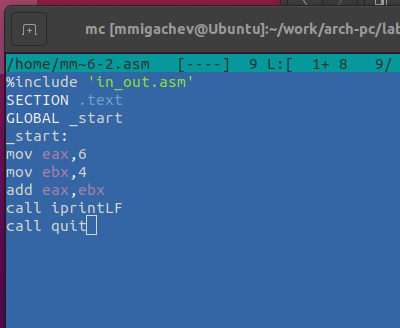 mc [mmigachev@Ubuntu]:~/work/arch-pc/lab
/home/mm~6-2.asm   [----]  9 L:[  1+ 8   9/
%include 'in_out.asm'
SECTION .text
GLOBAL _start
_start:
mov eax,6
mov ebx,4
add eax,ebx
call iprintLF
call quit